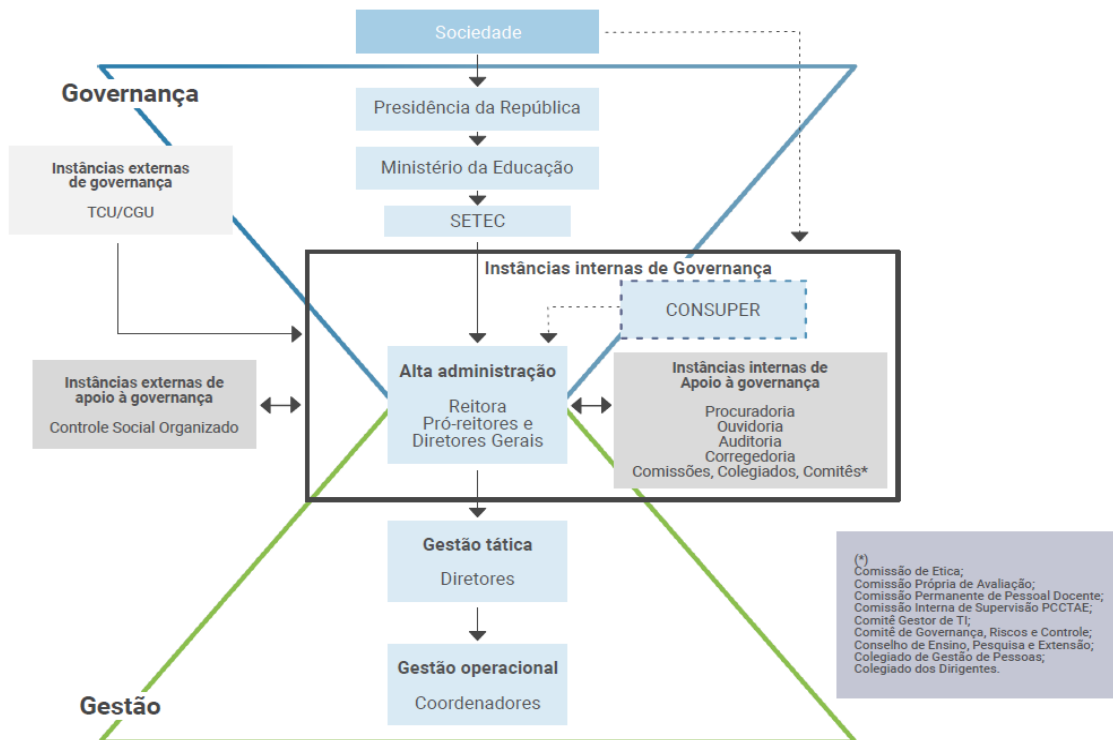 Sociedade
Governança
Presidência da República
Ministério da Educação
SETEC
Instâncias externas
de governança
TCU/CGU
Instâncias internas de Governança
CONSUPER
Alta administração
Reitora
Pró-reitores e
Diretores Gerais
Instâncias externas de
apoio à governança
Controle Social Organizado
Instâncias internas de
Apoio à governança
Procuradoria
Ouvidoria
Auditoria
Corregedoria
Comissões, Colegiados, Comitês*
Gestão tática
Diretores
Gestão operacional
Coordenadores
Gestão
(*)
Comissão de Etica;
Comissão Própria de Avaliação;
Comissão Permanente de Pessoal Docente;
Comissão Interna de Supervisão PCCTAE;
Comitê Gestor de TI;
Comitê de Governança, Riscos e Controle;
Conselho de Ensino, Pesquisa e Extensão;
Colegiado de Gestão de Pessoas;
Colegiado dos Dirigentes.